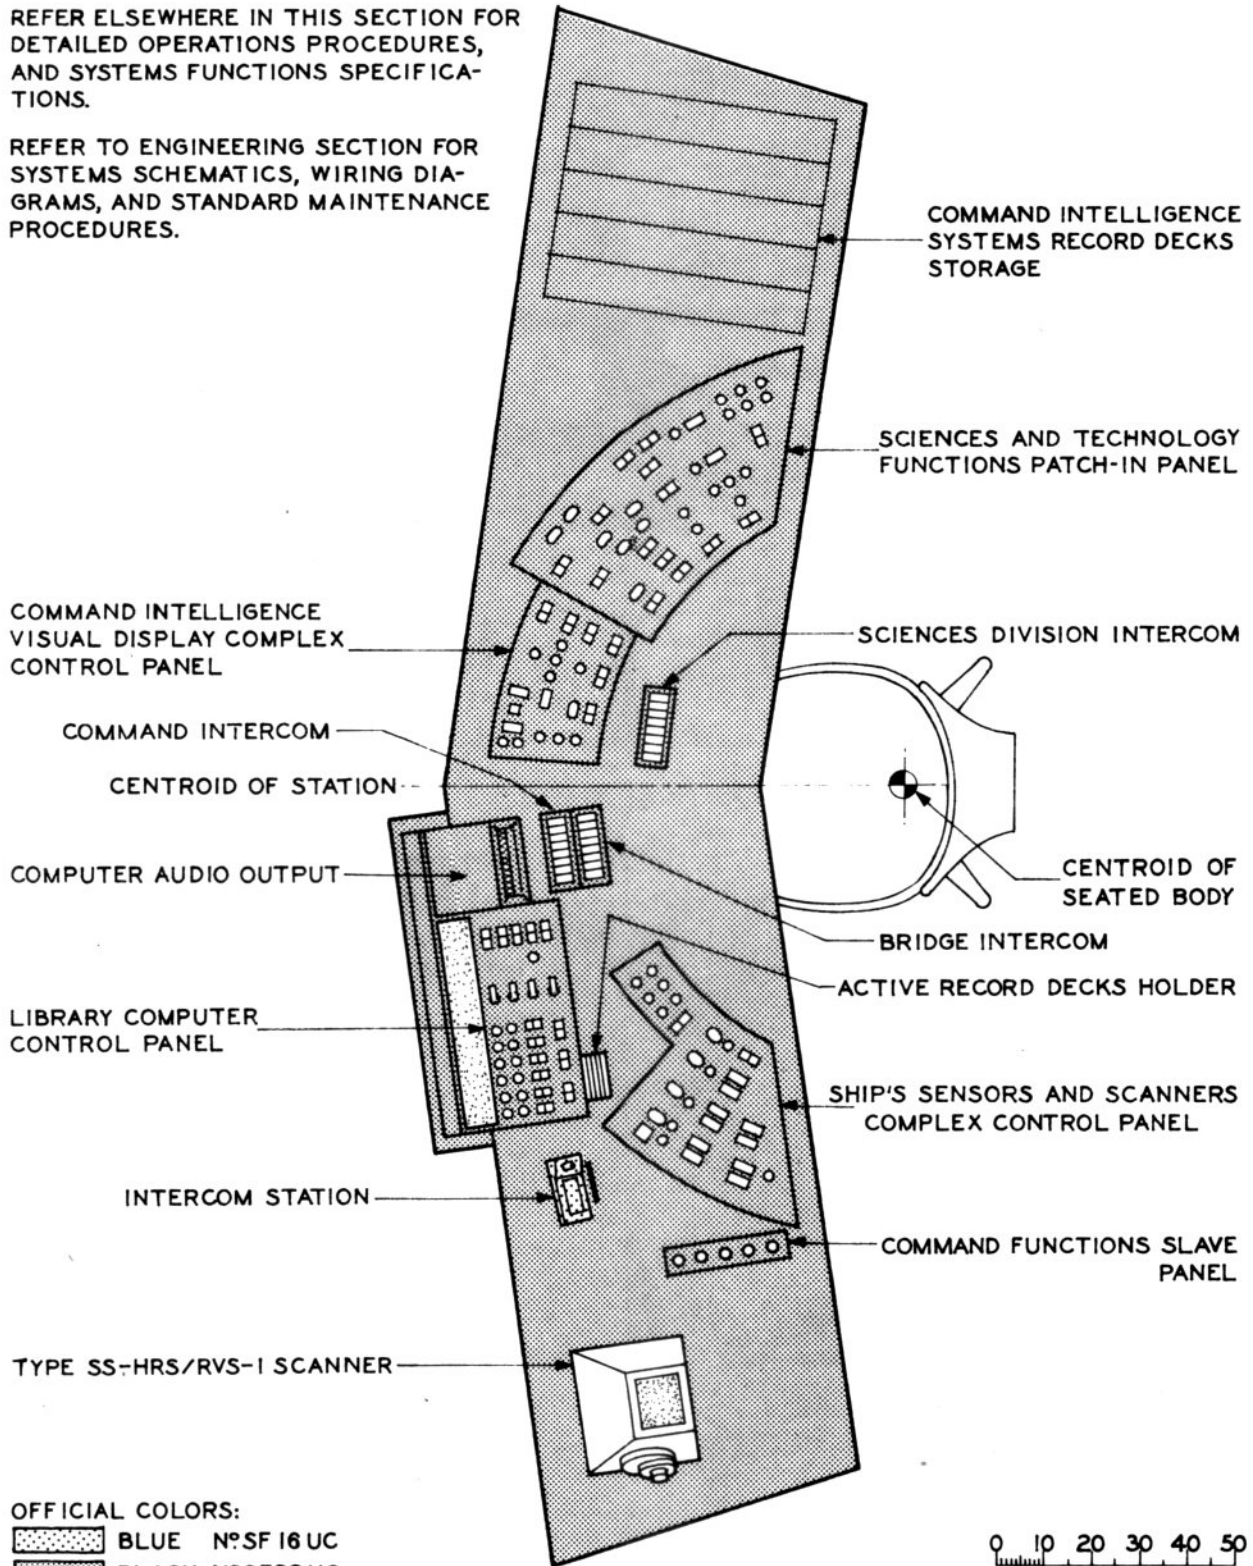 REFER ELSEWHERE IN THIS SECTION FOR
DETAILED OPERATIONS PROCEDURES,
AND SYSTEMS FUNCTIONS SPECIFICA-
TIONS.
REFER TO ENGINEERING SECTION FOR
SYSTEMS SCHEMATICS, WIRING DIA-
GRAMS, AND STANDARD MAINTENANCE
PROCEDURES.
COMMAND INTELLIGENCE
SYSTEMS RECORD DECKS
STORAGE
SCIENCES AND TECHNOLOGY
FUNCTIONS PATCH-IN PANEL
COMMAND INTELLIGENCE
VISUAL DISPLAY COMPLEX
CONTROL PANEL
SCIENCES DIVISION INTERCOM
COMMAND INTERCOM
CENTROID OF STATION
COMPUTER AUDIO OUTPUT
CENTROID OF
SEATED BODY
BRIDGE INTERCOM
ACTIVE RECORD DECKS HOLDER
LIBRARY COMPUTER
CONTROL PANEL
SHIP'S SENSORS AND SCANNERS
COMPLEX CONTROL PANEL
INTERCOM STATION
COMMAND FUNCTIONS SLAVE
PANEL
TYPE SS-HRS/RVS-I SCANNER
OFFICIAL COLORS:
BLUE Nº SF 16 UC
0 10 20 30 40 50